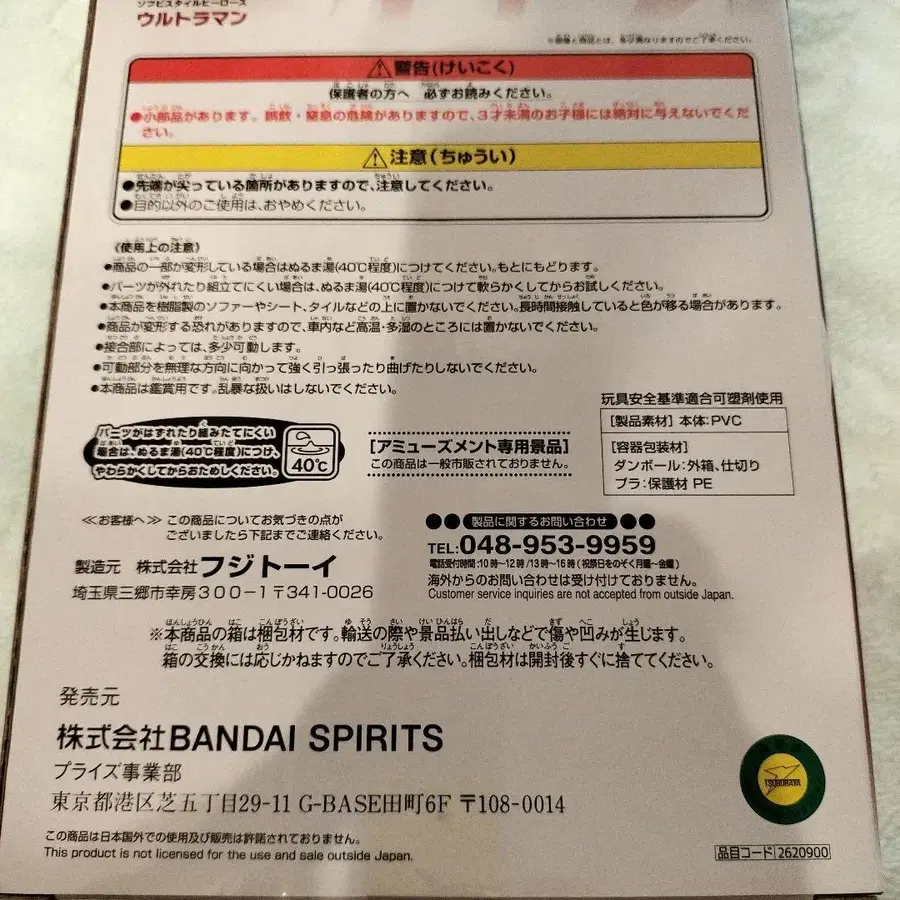 ソフビスタイルヒーローズ
ウルトラマン
※画像と商品とは、多少異なりますのでご了承ください。
⚠警告(けいこく)
保護者の方へ 必ずお読みください。
●小部品があります。誤飲・窒息の危険がありますので、3才未満のお子様には絶対に与えないでくだ
さい。
⚠注意(ちゅうい)
●先端が尖っている箇所がありますので、注意してください。
●目的以外のご使用は、おやめください。
《使用上の注意》
●商品の一部が変形している場合はぬるま湯(40℃程度)につけてください。もとにもどります。
●パーツが外れたり組立てにくい場合は、ぬるま湯(40℃程度)につけて軟らかくしてからお試しください。
●本商品を樹脂製のソファーやシート、タイルなどの上に置かないでください。長時間接触していると色が移る場合があります。
●商品が変形する恐れがありますので、車内など高温・多湿のところには置かないでください。
●接合部によっては、多少可動します。
●可動部分を無理な方向に向かって強く引っ張ったり曲げたりしないでください。
●本商品は鑑賞用です。乱暴な扱いはしないでください。
パーツがはずれたり組みたてにくい
場合は、ぬるま湯(40℃程度)につけ、
やわらかくしてからおためしください。
40℃
[アミューズメント専用景品]
この商品は一般市販されておりません。
玩具安全基準適合可塑剤使用
[製品素材] 本体:PVC
[容器包装材]
ダンボール:外箱、仕切り
プラ:保護材 PE
≪お客様へ≫ この商品についてお気づきの点が
ございましたら下記までご連絡ください。
製造元 株式会社フジトーイ
埼玉県三郷市幸房300-1〒341-0026
●●製品に関するお問い合わせ●●
TEL:048-953-9959
電話受付時間:10時〜12時/13時〜16時(祝祭日をのぞく月曜〜金曜)
海外からのお問い合わせは受け付けておりません。
Customer service inquiries are not accepted from outside Japan.
※本商品の箱は梱包材です。輸送の際や景品払い出しなどで傷や凹みが生じます。
箱の交換には応じかねますのでご了承ください。梱包材は開封後すぐに捨ててください。
発売元
株式会社BANDAI SPIRITS
プライズ事業部
東京都港区芝五丁目29-11 G-BASE田町6F 〒108-0014
TSUBURAYA
この商品は日本国外での使用及び販売は許諾されておりません。
This product is not licensed for the use and sale outside Japan.
品目コード 2620900